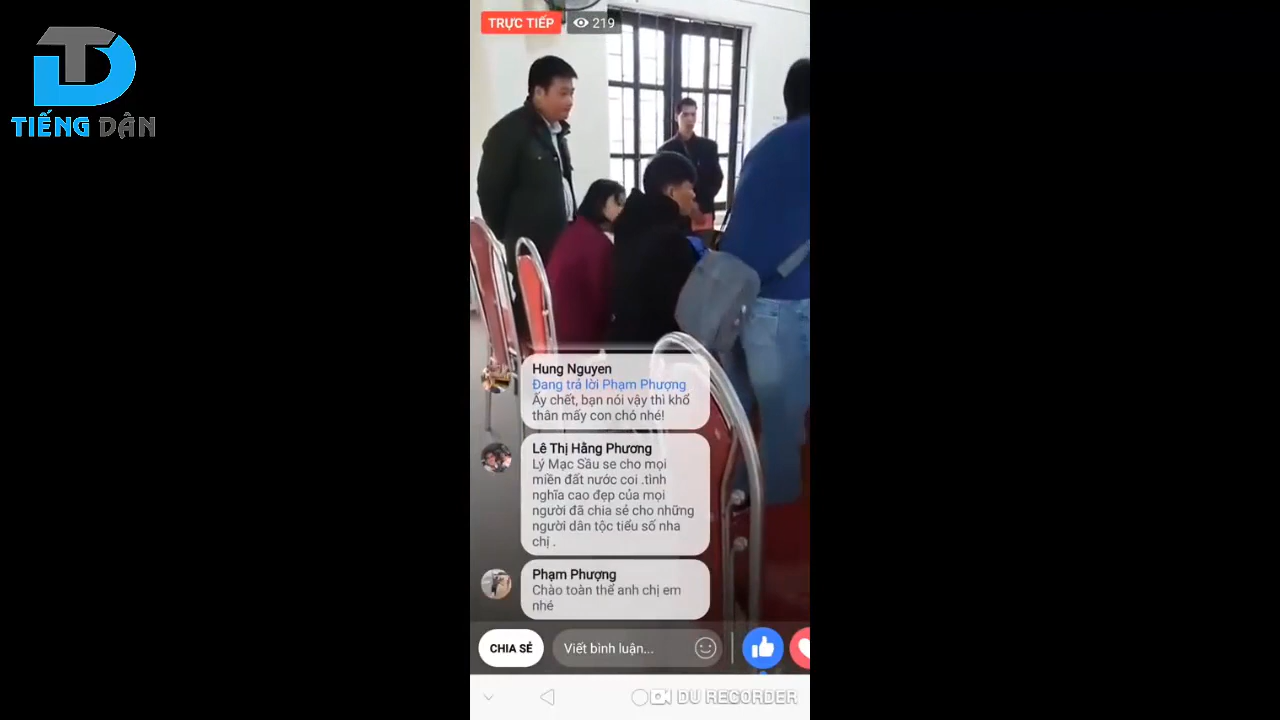 TIẾNG DÂN
TRỰC TIẾP 219
Hung Nguyen
Đang trả lời Phạm Phượng
Ấy chết, bạn nói vậy thì khổ
thân mấy con chó nhé!
Lê Thị Hằng Phương
Lý Mạc Sầu se cho mọi
miền đất nước coi .tình
nghĩa cao đẹp của mọi
người đã chia sẻ cho những
người dân tộc tiểu số nha
chị .
Phạm Phượng
Chào toàn thể anh chị em
nhé
CHIA SẺ
Viết bình luận...
DU RECORDER